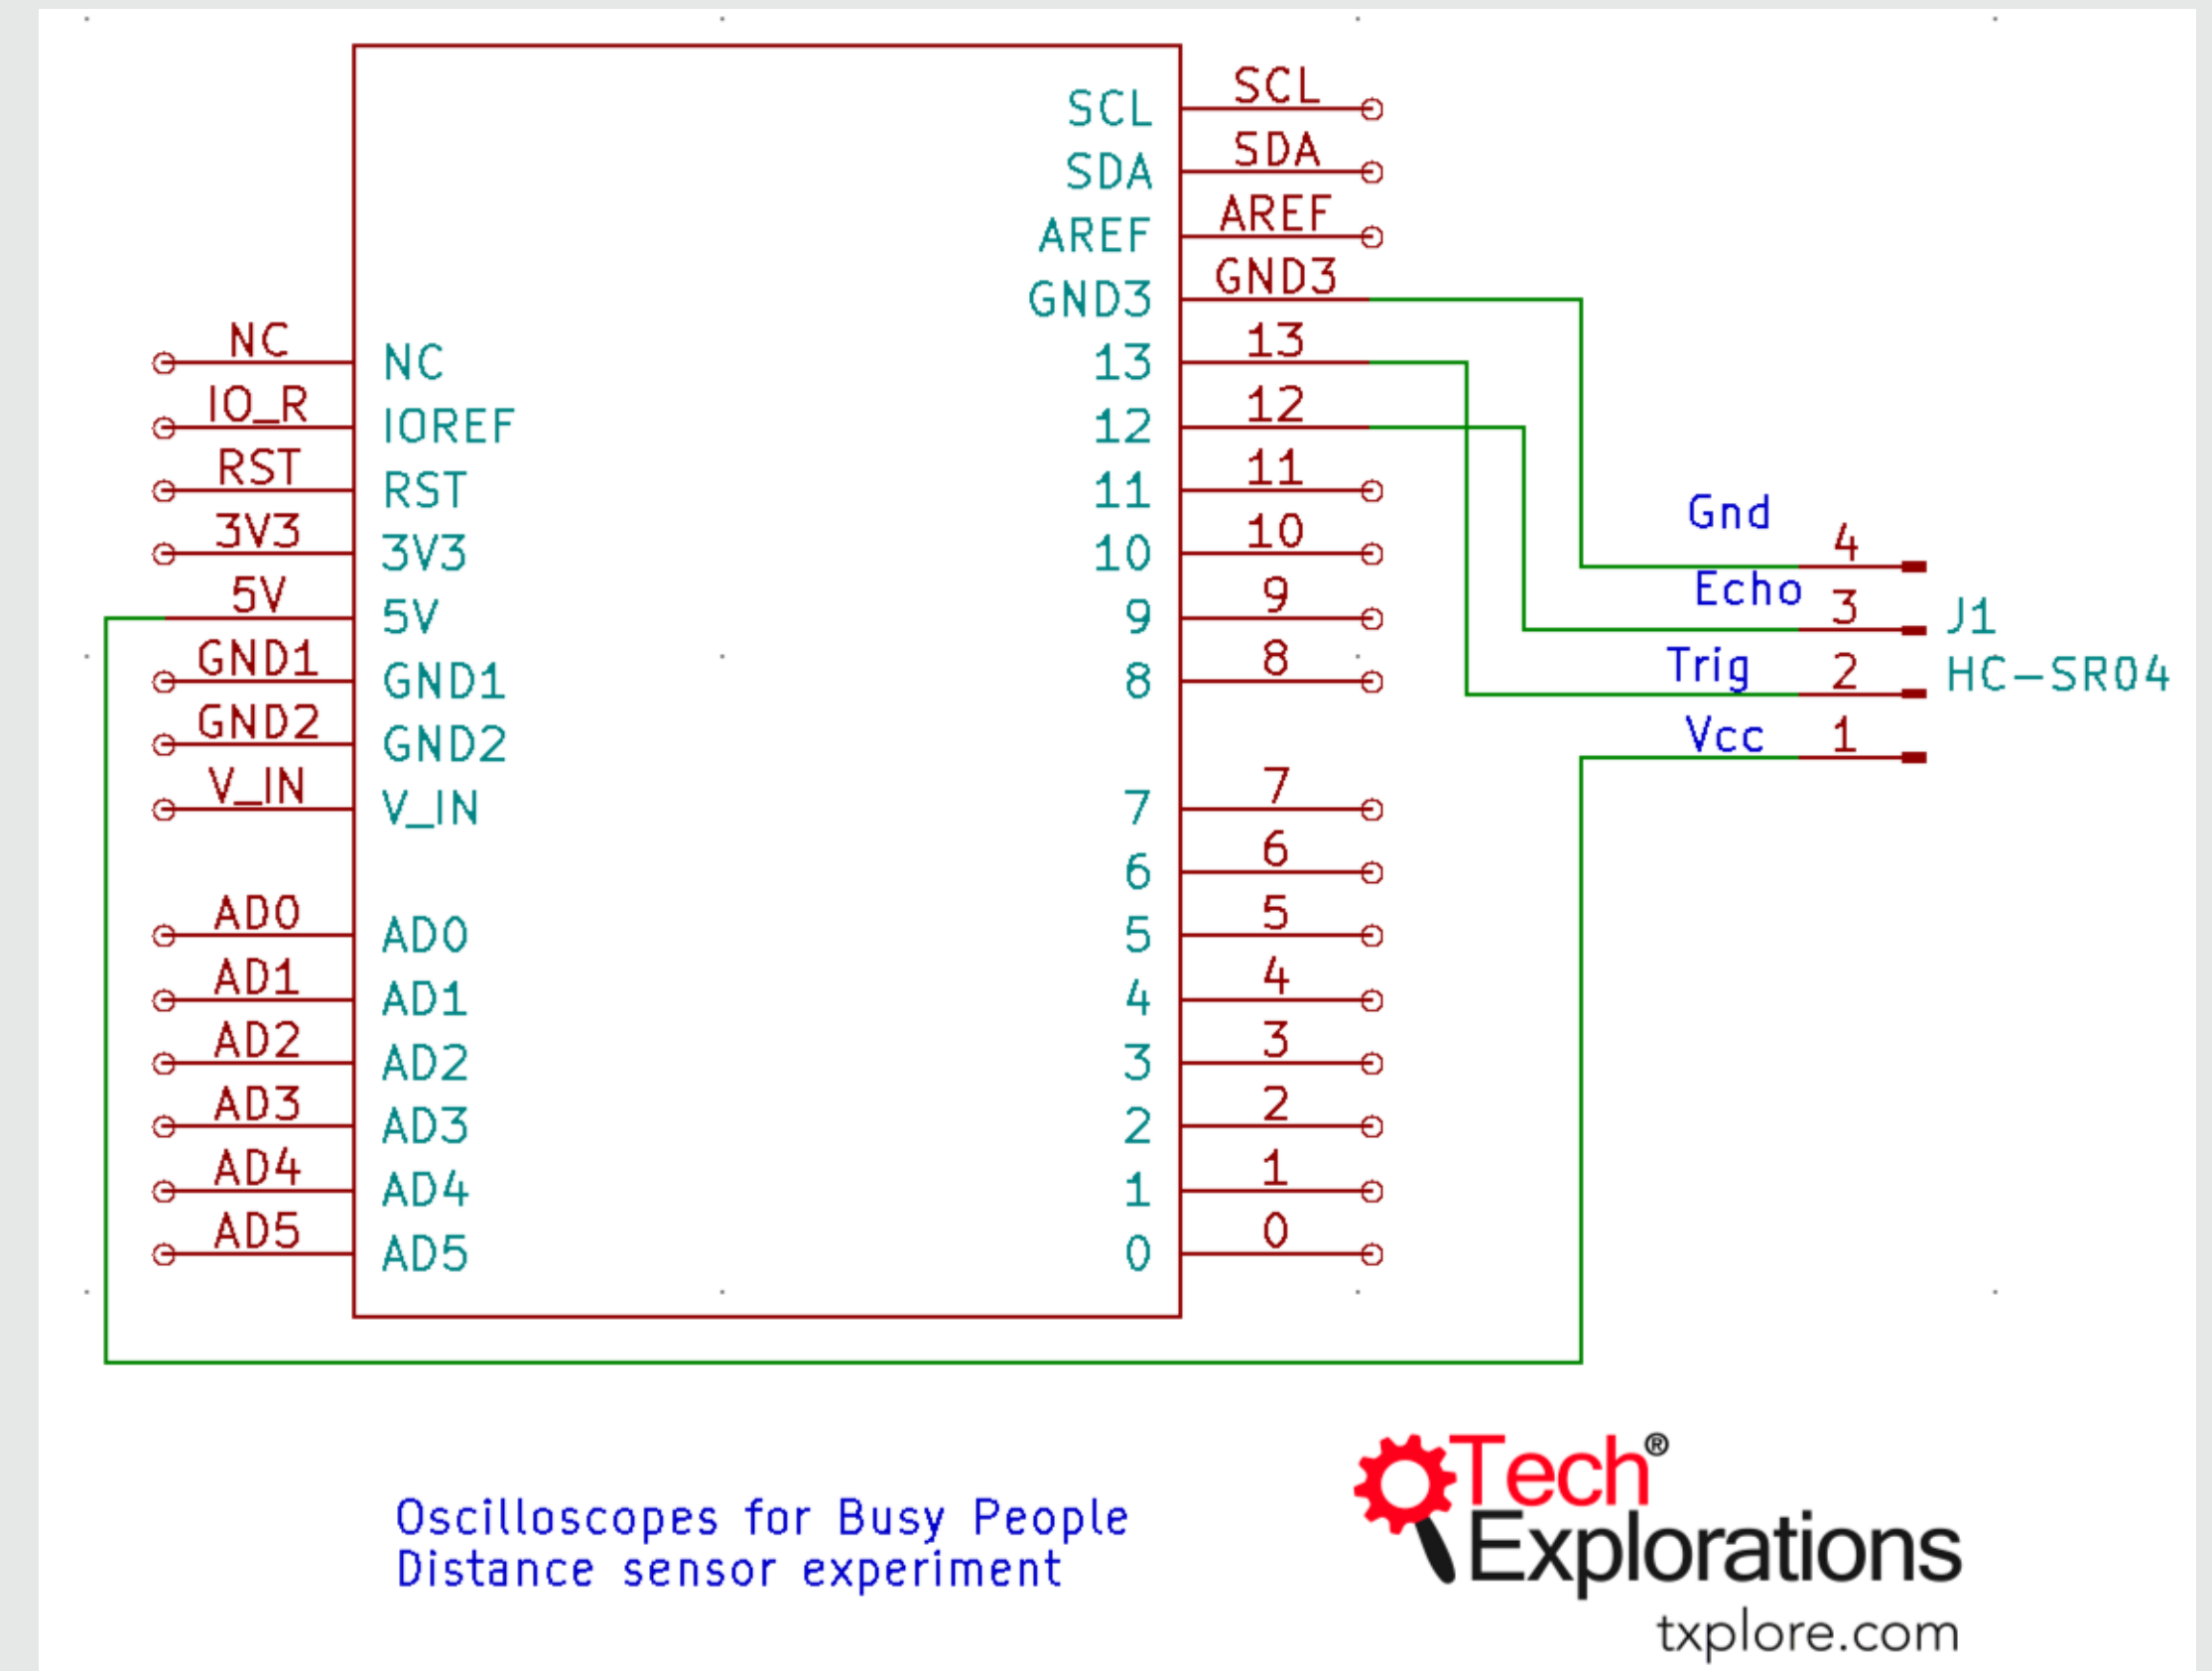 SCL SCL
SDA SDA
AREF AREF
GND3 GND3
NC NC 13 13
IO_R IOREF 12 12
RST RST 11 11
3V3 3V3 10 10
5V 5V 9 9
GND1 GND1 8 8
GND2 GND2
V_IN V_IN 7 7
6 6
AD0 AD0 5 5
AD1 AD1 4 4
AD2 AD2 3 3
AD3 AD3 2 2
AD4 AD4 1 1
AD5 AD5 0 0
Gnd 4
Echo 3
J1
Trig 2
HC-SR04
Vcc 1
Oscilloscopes for Busy People
Distance sensor experiment
Tech®
Explorations
txplore.com